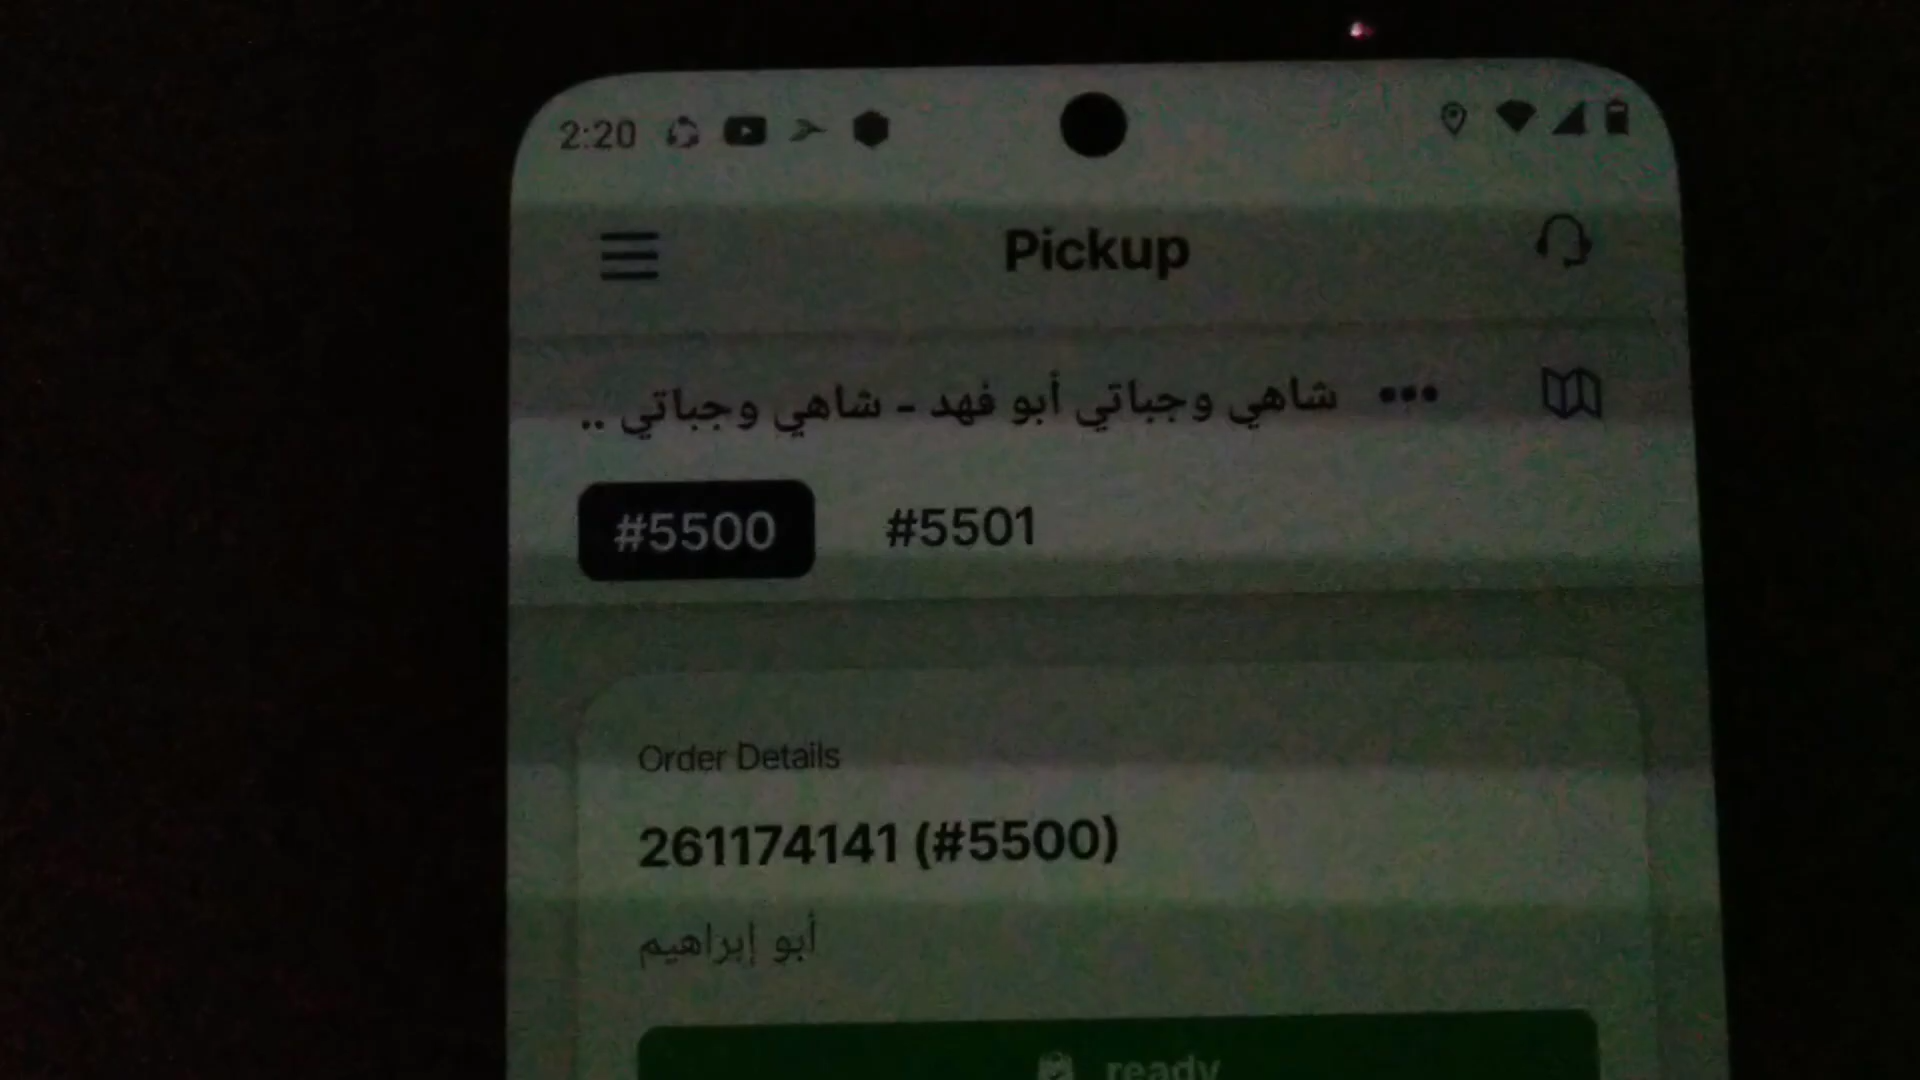 2:20
Pickup
شاهي وجباتي أبو فهد - شاهي وجباتي ..
#5500 #5501
Order Details
261174141 (#5500)
أبو إبراهيم
ready